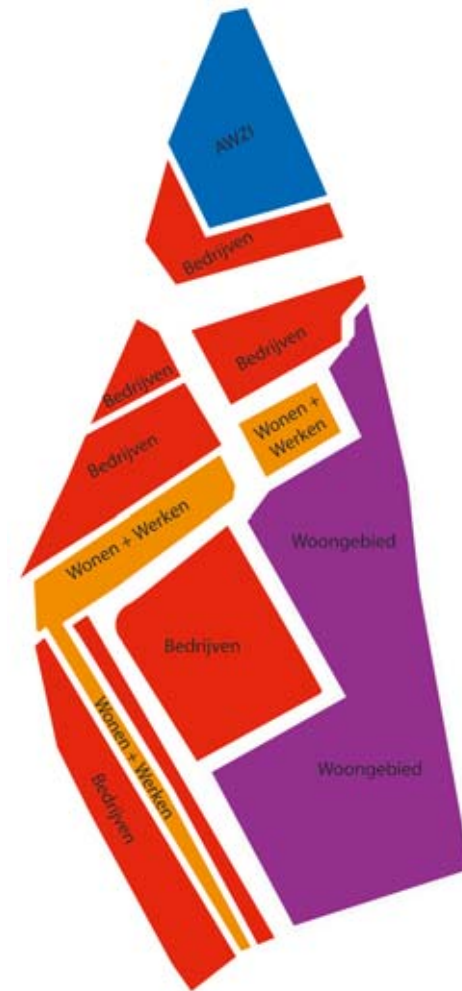 AWZI
Bedrijven
Bedrijven
Bedrijven
Bedrijven
Wonen +
Werken
Wonen + Werken
Woongebied
Bedrijven
Wonen + Werken
Bedrijven
Woongebied